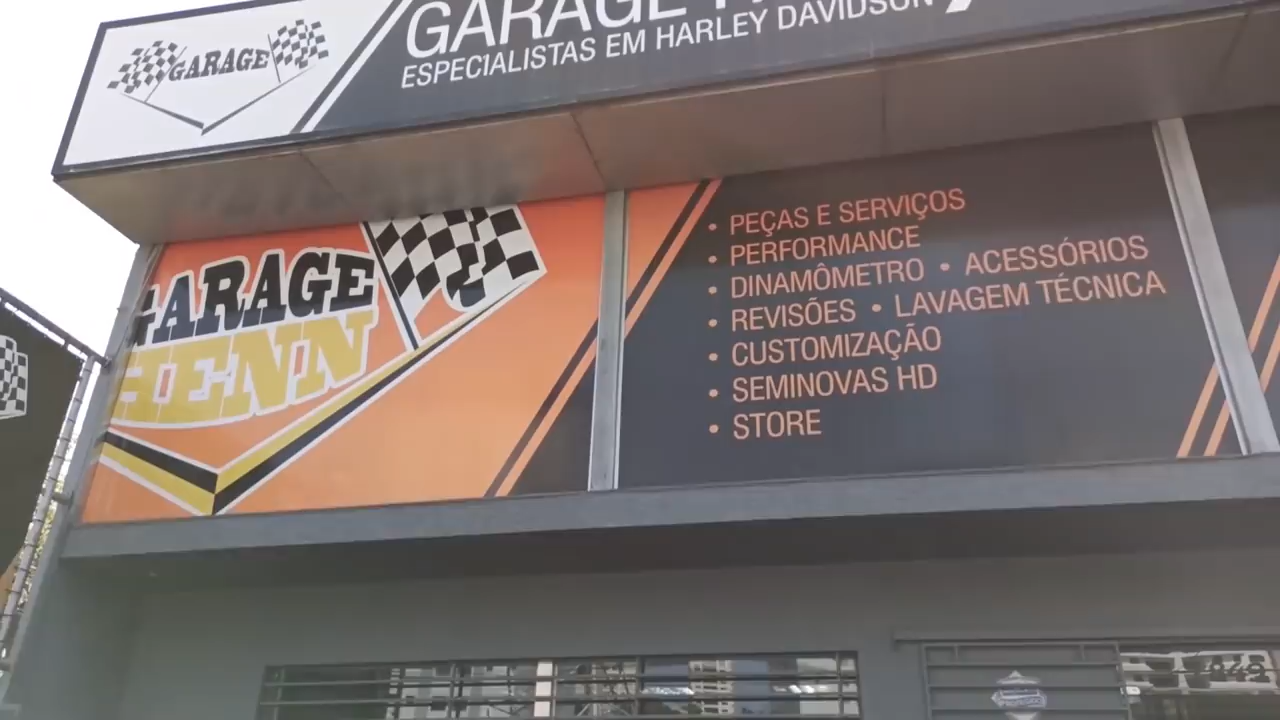 GARAGE
GARAGE
ESPECIALISTAS EM HARLEY DAVIDSON
GARAGE
HENN
• PEÇAS E SERVIÇOS
• PERFORMANCE
• DINAMÔMETRO • ACESSÓRIOS
• REVISÕES • LAVAGEM TÉCNICA
• CUSTOMIZAÇÃO
• SEMINOVAS HD
• STORE